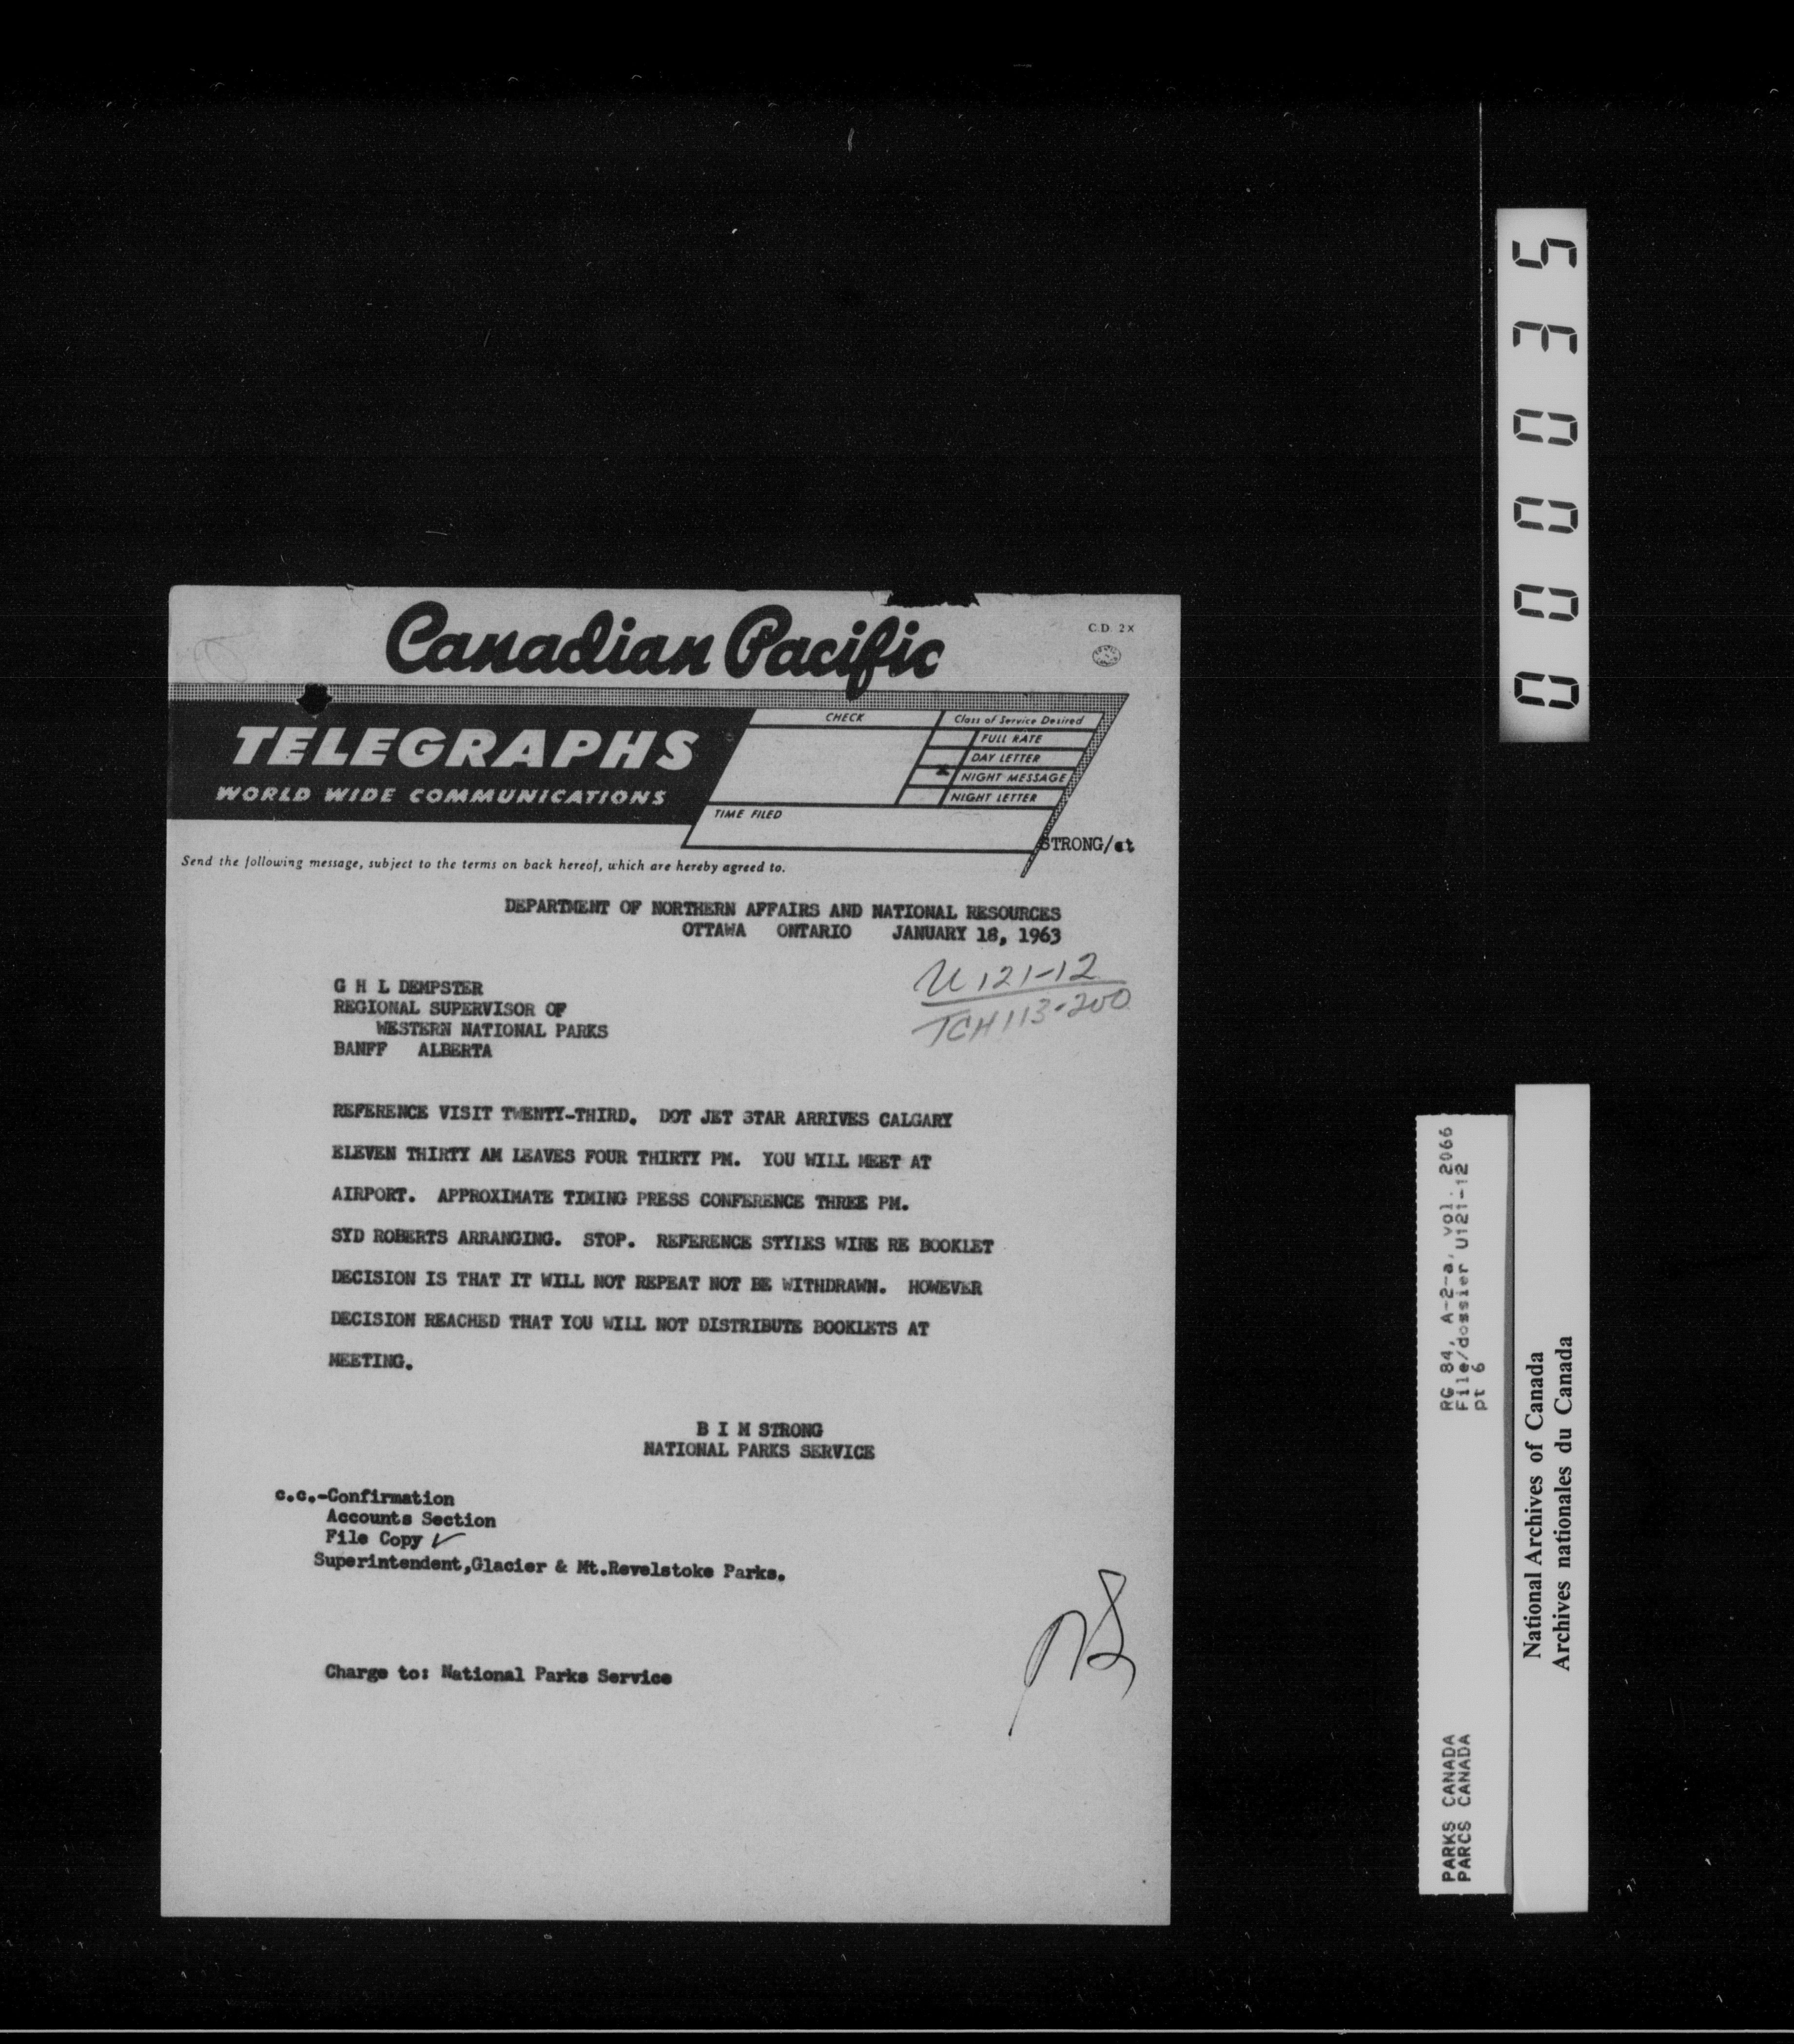 Canadian Pacific
C.D. 2X
TELEGRAPHS
WORLD WIDE COMMUNICATIONS
CHECK
Class of Service Desired
FULL RATE
DAY LETTER
X NIGHT MESSAGE
NIGHT LETTER
TIME FILED
STRONG/at
Send the following message, subject to the terms on back hereof, which are hereby agreed to.
DEPARTMENT OF NORTHERN AFFAIRS AND NATIONAL RESOURCES
OTTAWA ONTARIO JANUARY 18, 1963
U 121-12
TCH113-200
G H L DEMPSTER
REGIONAL SUPERVISOR OF
WESTERN NATIONAL PARKS
BANFF ALBERTA
REFERENCE VISIT TWENTY-THIRD. DOT JET STAR ARRIVES CALGARY
ELEVEN THIRTY AM LEAVES FOUR THIRTY PM. YOU WILL MEET AT
AIRPORT. APPROXIMATE TIMING PRESS CONFERENCE THREE PM.
SYD ROBERTS ARRANGING. STOP. REFERENCE STYLES WIRE RE BOOKLET
DECISION IS THAT IT WILL NOT REPEAT NOT BE WITHDRAWN. HOWEVER
DECISION REACHED THAT YOU WILL NOT DISTRIBUTE BOOKLETS AT
MEETING.
B I M STRONG
NATIONAL PARKS SERVICE
c.c.-Confirmation
Accounts Section
File Copy ✓
Superintendent,Glacier & Mt.Revelstoke Parks.
Charge to: National Parks Service
000035
RG 84, A-2-a, vol. 2066
File/dossier U121-12
pt 6
PARKS CANADA
PARCS CANADA
National Archives of Canada
Archives nationales du Canada